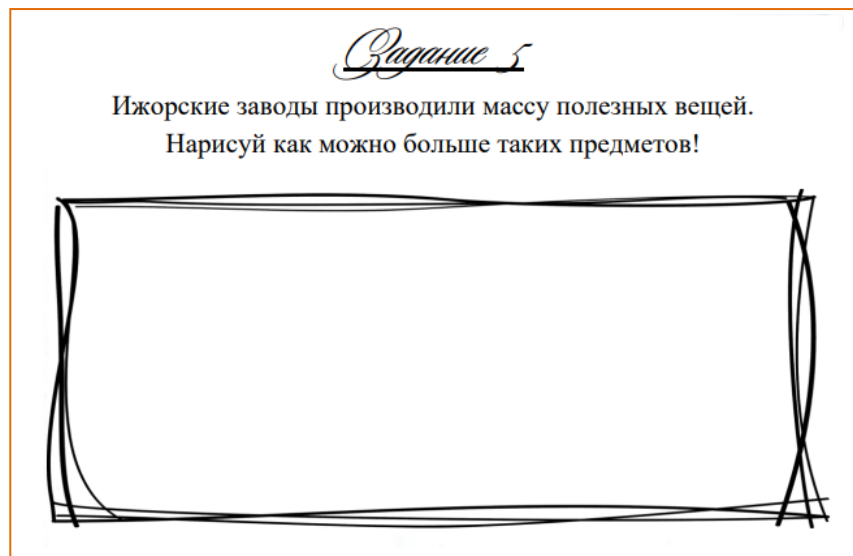 Задание 5
Ижорские заводы производили массу полезных вещей.
Нарисуй как можно больше таких предметов!